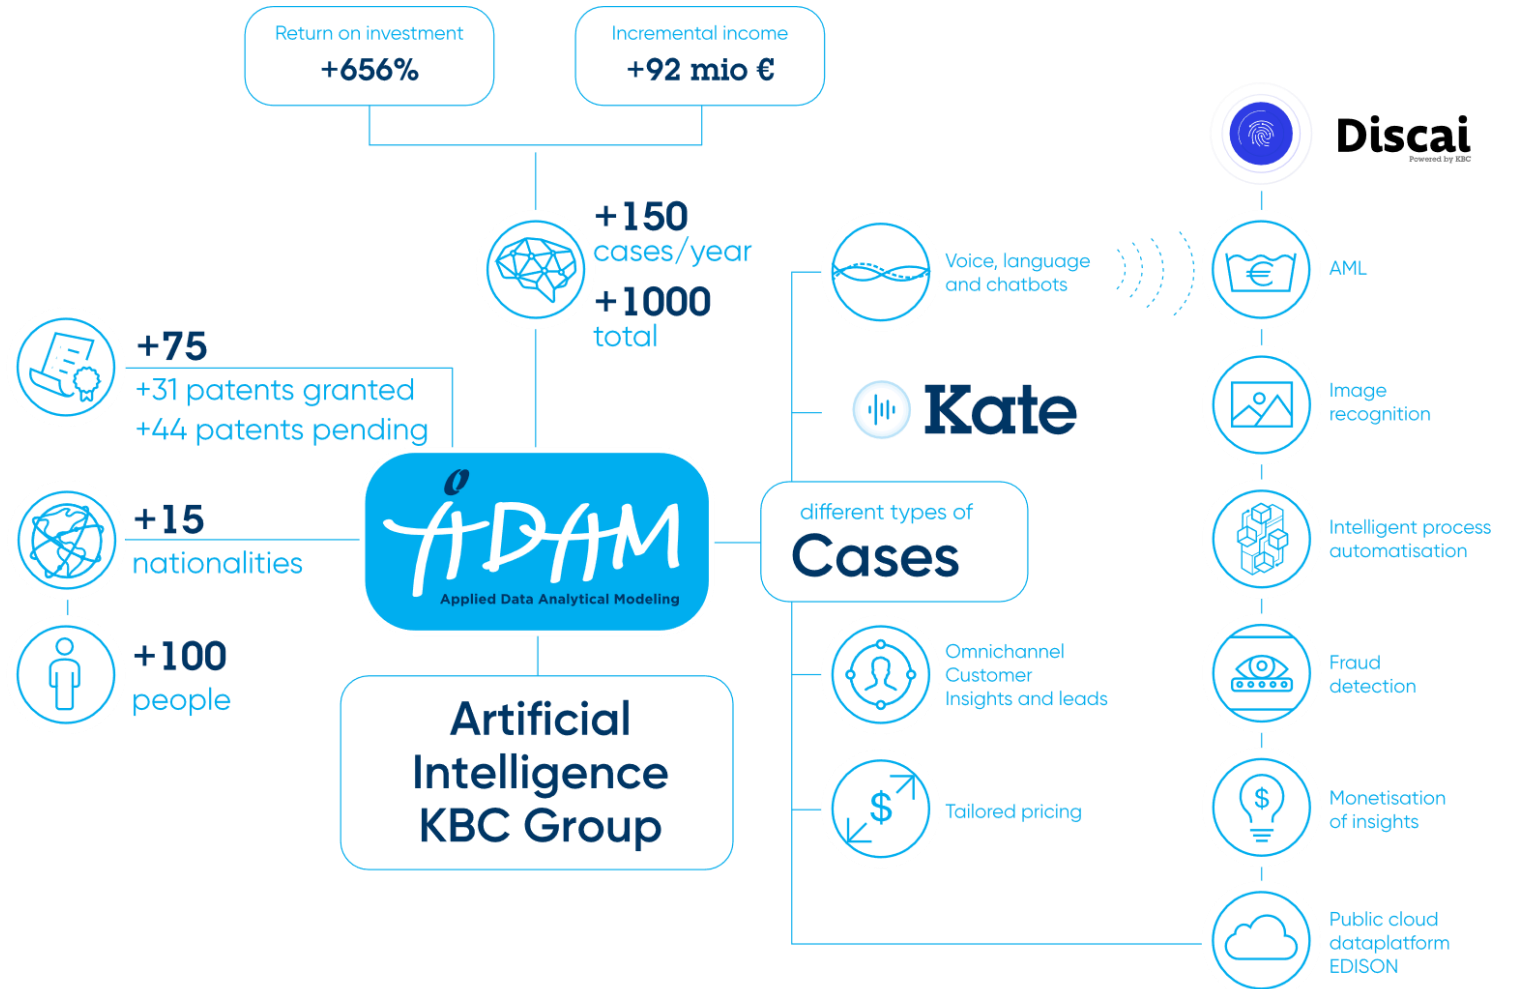 Return on investment
+656%
Incremental income
+92 mio €
Discai
Powered by KBC
+150
cases/year
+1000
total
+75
+31 patents granted
+44 patents pending
+15
nationalities
+100
people
ADAM
Applied Data Analytical Modeling
Artificial
Intelligence
KBC Group
different types of
Cases
Voice, language
and chatbots
Kate
Omnichannel
Customer
Insights and leads
$
Tailored pricing
€
AML
Image
recognition
Intelligent process
automatisation
Fraud
detection
$
Monetisation
of insights
Public cloud
dataplatform
EDISON